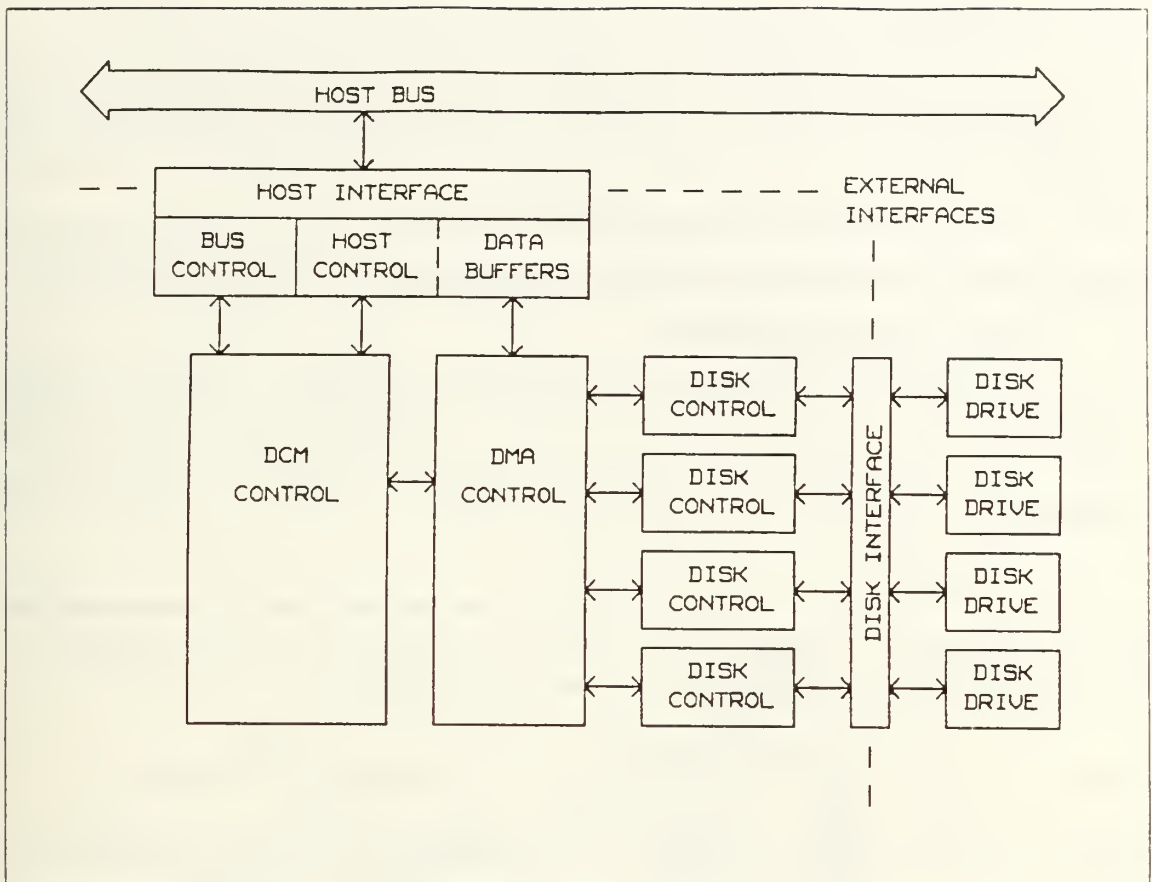 HOST BUS
HOST INTERFACE
EXTERNAL
INTERFACES
BUS
CONTROL
HOST
CONTROL
DATA
BUFFERS
DCM
CONTROL
DMA
CONTROL
DISK
CONTROL
DISK
CONTROL
DISK
CONTROL
DISK
CONTROL
DISK INTERFACE
DISK
DRIVE
DISK
DRIVE
DISK
DRIVE
DISK
DRIVE